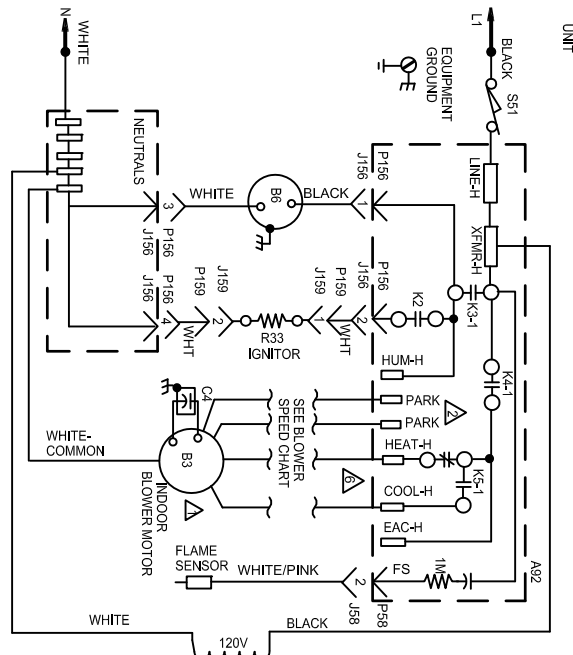 UNIT
N
WHITE
L1
BLACK
S51
EQUIPMENT
GROUND
NEUTRALS
J156
P156
3
WHITE
B6
BLACK
J156
P156
1
LINE-H
XFMR-H
J156
P156
4
WHT
P159
J159
2
R33
IGNITOR
J159
P159
1
WHT
J156
P156
2
K2
K3-1
K4-1
HUM-H
PARK
PARK
2
HEAT-H
COOL-H
K5-1
EAC-H
6
SEE BLOWER
SPEED CHART
C4
B3
WHITE-
COMMON
INDOOR
BLOWER MOTOR
1
FLAME
SENSOR
WHITE/PINK
2
J58
P58
FS
1M
A92
WHITE
120V
BLACK